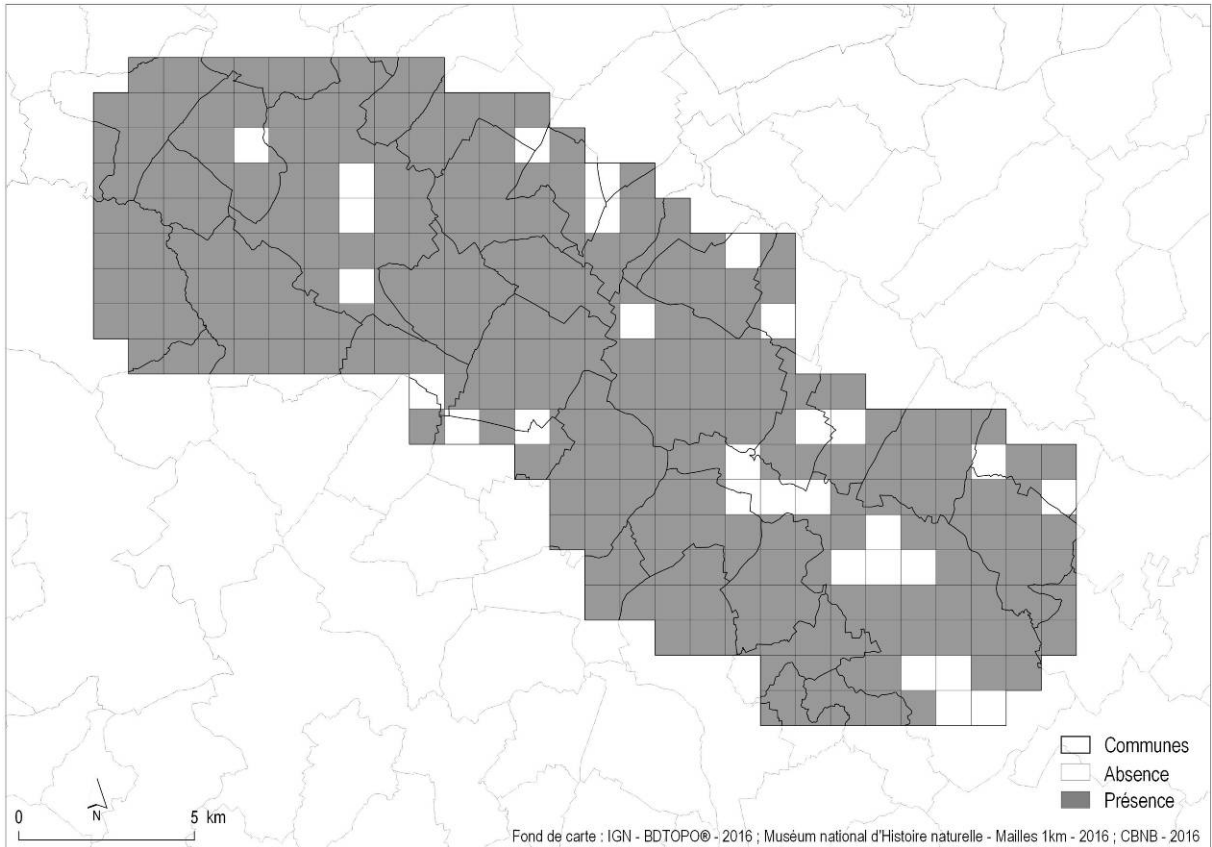 Communes
Absence
Présence
N
0 5 km
Fond de carte : IGN - BDTOPO® - 2016 ; Muséum national d'Histoire naturelle - Mailles 1km - 2016 ; CBNB - 2016